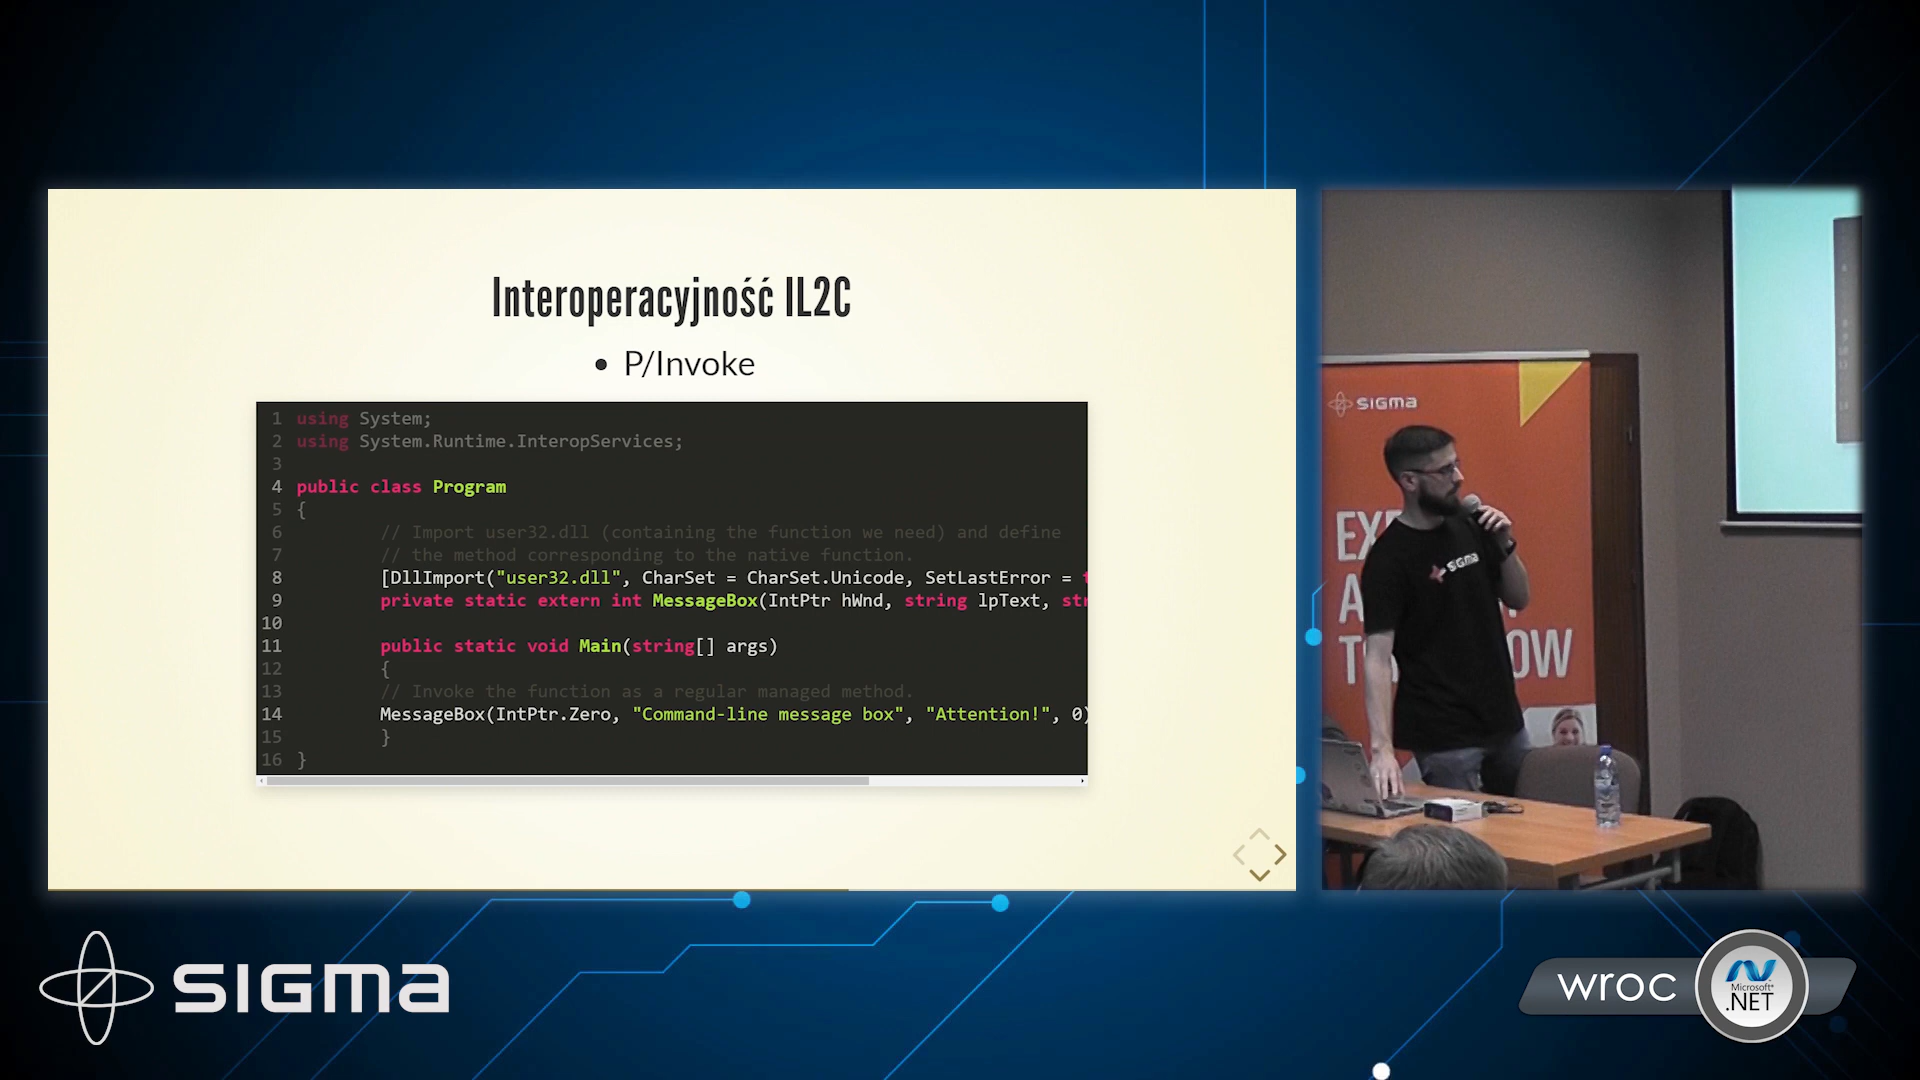 Interoperacyjność IL2C
• P/Invoke
1 using System;
2 using System.Runtime.InteropServices;
3
4 public class Program
5 {
6 // Import user32.dll (containing the function we need) and define
7 // the method corresponding to the native function.
8 [DllImport("user32.dll", CharSet = CharSet.Unicode, SetLastError =
9 private static extern int MessageBox(IntPtr hWnd, string lpText,
10
11 public static void Main(string[] args)
12 {
13 // Invoke the function as a regular managed method.
14 MessageBox(IntPtr.Zero, "Command-line message box", "Attention!", 0)
15 }
16 }
sigma
sigma
sigma
wroc
Microsoft®
.NET